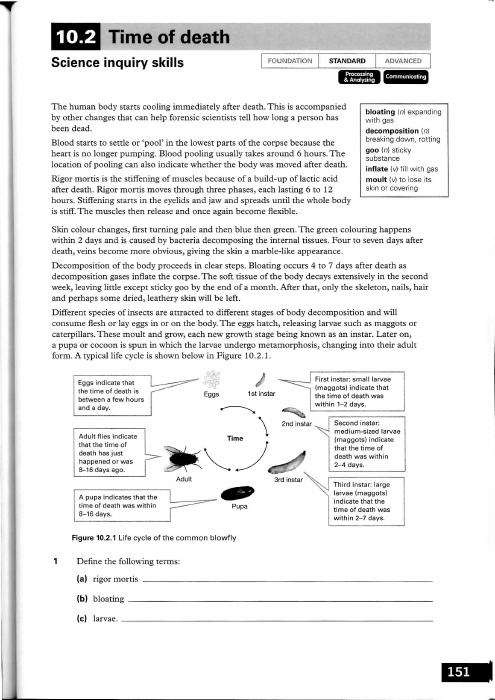 10.2 Time of death
Science inquiry skills
FOUNDATION STANDARD ADVANCED
Processing & Analysing
Communicating
The human body starts cooling immediately after death. This is accompanied
by other changes that can help forensic scientists tell how long a person has
been dead.
Blood starts to settle or 'pool' in the lowest parts of the corpse because the
heart is no longer pumping. Blood pooling usually takes around 6 hours. The
location of pooling can also indicate whether the body was moved after death.
Rigor mortis is the stiffening of muscles because of a build-up of lactic acid
after death. Rigor mortis moves through three phases, each lasting 6 to 12
hours. Stiffening starts in the eyelids and jaw and spreads until the whole body
is stiff. The muscles then release and once again become flexible.
bloating (n) expanding
with gas
decomposition (n)
breaking down, rotting
goo (n) sticky
substance
inflate (v) fill with gas
moult (v) to lose its
skin or covering
Skin colour changes, first turning pale and then blue then green. The green colouring happens
within 2 days and is caused by bacteria decomposing the internal tissues. Four to seven days after
death, veins become more obvious, giving the skin a marble-like appearance.
Decomposition of the body proceeds in clear steps. Bloating occurs 4 to 7 days after death as
decomposition gases inflate the corpse. The soft tissue of the body decays extensively in the second
week, leaving little except sticky goo by the end of a month. After that, only the skeleton, nails, hair
and perhaps some dried, leathery skin will be left.
Different species of insects are attracted to different stages of body decomposition and will
consume flesh or lay eggs in or on the body. The eggs hatch, releasing larvae such as maggots or
caterpillars. These moult and grow, each new growth stage being known as an instar. Later on,
a pupa or cocoon is spun in which the larvae undergo metamorphosis, changing into their adult
form. A typical life cycle is shown below in Figure 10.2.1.
Eggs indicate that
the time of death is
between a few hours
and a day.
Eggs
1st instar
First instar: small larvae
(maggots) indicate that
the time of death was
within 1–2 days.
2nd instar
Second instar:
medium-sized larvae
(maggots) indicate
that the time of
death was within
2–4 days.
Time
Adult flies indicate
that the time of
death has just
happened or was
8–16 days ago.
Adult
3rd instar
Third instar: large
larvae (maggots)
indicate that the
time of death was
within 2–7 days.
A pupa indicates that the
time of death was within
8–16 days.
Pupa
Figure 10.2.1 Life cycle of the common blowfly
1 Define the following terms:
(a) rigor mortis
(b) bloating
(c) larvae.
151